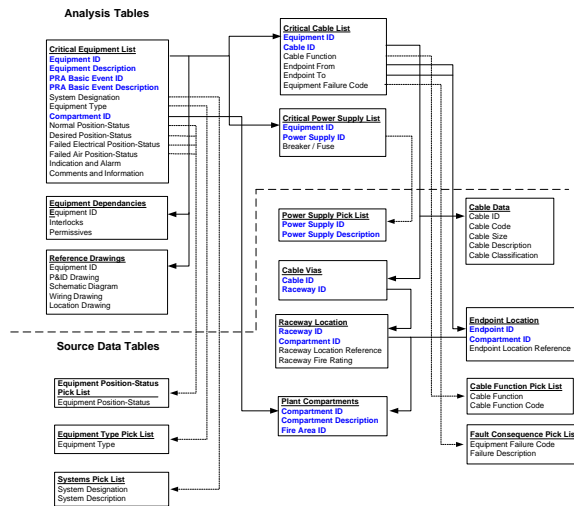 Analysis Tables
Critical Equipment List
Equipment ID
Equipment Description
PRA Basic Event ID
PRA Basic Event Description
System Designation
Equipment Type
Compartment ID
Normal Position-Status
Desired Position-Status
Failed Electrical Position-Status
Failed Air Position-Status
Indication and Alarm
Comments and Information
Equipment Dependancies
Equipment ID
Interlocks
Permissives
Reference Drawings
Equipment ID
P&ID Drawing
Schematic Diagram
Wiring Drawing
Location Drawing
Critical Cable List
Equipment ID
Cable ID
Cable Function
Endpoint From
Endpoint To
Equipment Failure Code
Critical Power Supply List
Equipment ID
Power Supply ID
Breaker / Fuse
Power Supply Pick List
Power Supply ID
Power Supply Description
Cable Data
Cable ID
Cable Code
Cable Size
Cable Description
Cable Classification
Cable Vias
Cable ID
Raceway ID
Raceway Location
Raceway ID
Compartment ID
Raceway Location Reference
Raceway Fire Rating
Endpoint Location
Endpoint ID
Compartment ID
Endpoint Location Reference
Source Data Tables
Equipment Position-Status
Pick List
Equipment Position-Status
Equipment Type Pick List
Equipment Type
Systems Pick List
System Designation
System Description
Plant Compartments
Compartment ID
Compartment Description
Fire Area ID
Cable Function Pick List
Cable Function
Cable Function Code
Fault Consequence Pick List
Equipment Failure Code
Failure Description